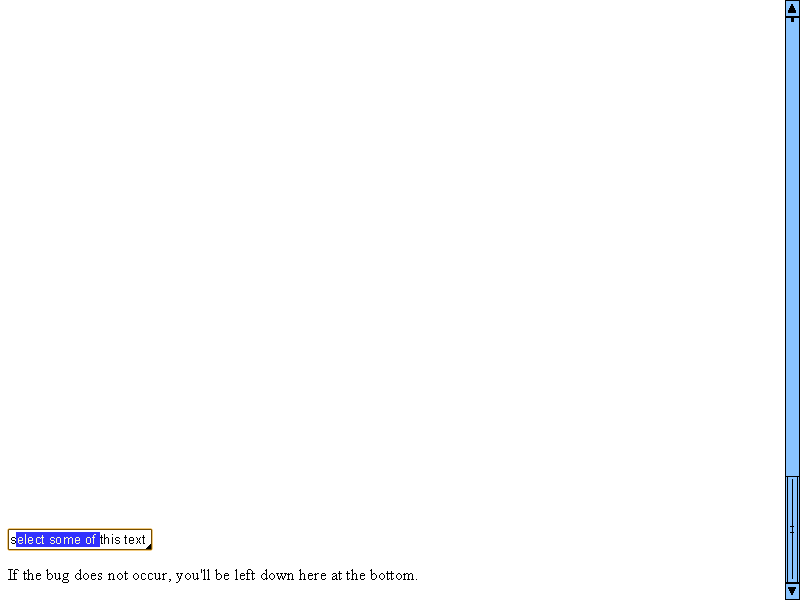 select some of this text
If the bug does not occur, you'll be left down here at the bottom.